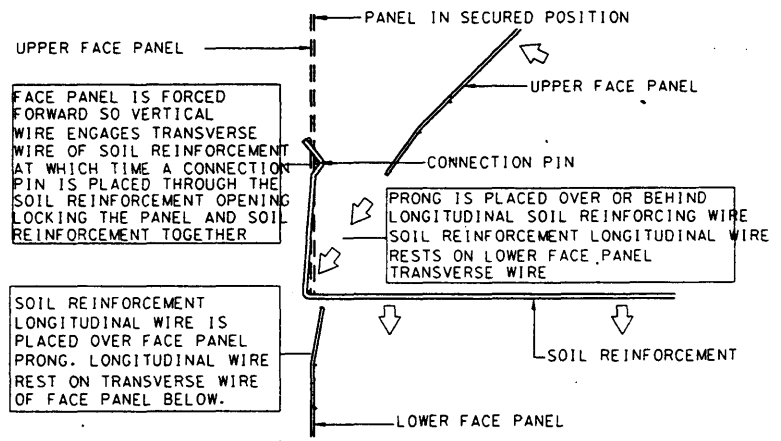 PANEL IN SECURED POSITION
UPPER FACE PANEL
UPPER FACE PANEL
FACE PANEL IS FORCED
FORWARD SO VERTICAL
WIRE ENGAGES TRANSVERSE
WIRE OF SOIL REINFORCEMENT
AT WHICH TIME A CONNECTION
PIN IS PLACED THROUGH THE
SOIL REINFORCEMENT OPENING
LOCKING THE PANEL AND SOIL
REINFORCEMENT TOGETHER
CONNECTION PIN
PRONG IS PLACED OVER OR BEHIND
LONGITUDINAL SOIL REINFORCING WIRE
SOIL REINFORCEMENT LONGITUDINAL WIRE
RESTS ON LOWER FACE PANEL
TRANSVERSE WIRE
SOIL REINFORCEMENT
LONGITUDINAL WIRE IS
PLACED OVER FACE PANEL
PRONG. LONGITUDINAL WIRE
REST ON TRANSVERSE WIRE
OF FACE PANEL BELOW.
SOIL REINFORCEMENT
LOWER FACE PANEL